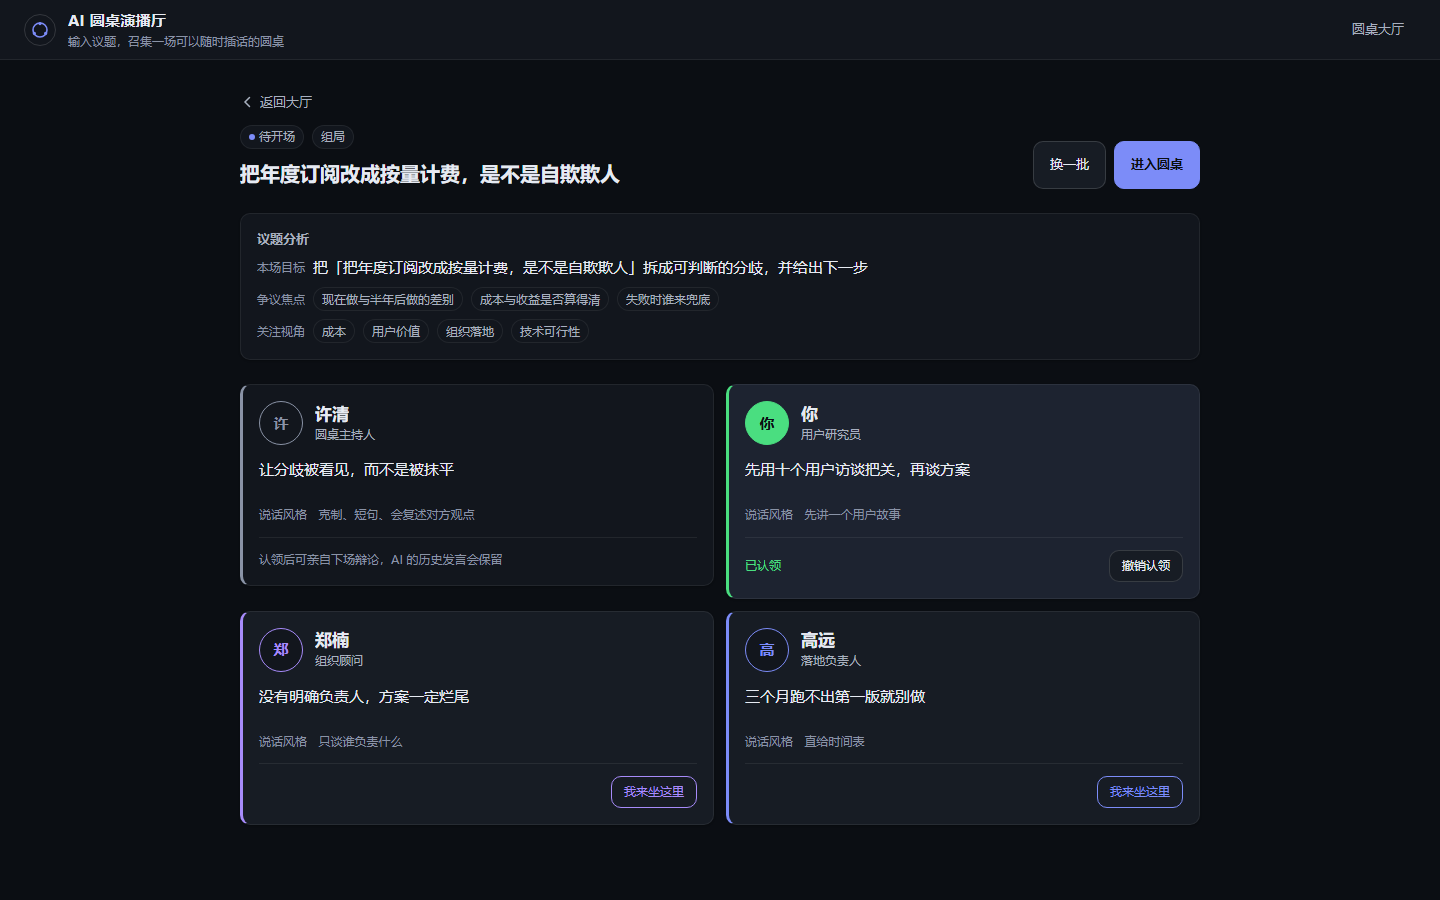 AI 圆桌演播厅
输入议题，召集一场可以随时插话的圆桌
圆桌大厅
返回大厅
待开场
组局
把年度订阅改成按量计费，是不是自欺欺人
换一批
进入圆桌
议题分析
本场目标 把「把年度订阅改成按量计费，是不是自欺欺人」拆成可判断的分歧，并给出下一步
争议焦点 现在做与半年后做的差别 成本与收益是否算得清 失败时谁来兜底
关注视角 成本 用户价值 组织落地 技术可行性
许
许清
圆桌主持人
让分歧被看见，而不是被抹平
说话风格 克制、短句、会复述对方观点
认领后可亲自下场辩论，AI 的历史发言会保留
你
你
用户研究员
先用十个用户访谈把关，再谈方案
说话风格 先讲一个用户故事
已认领
撤销认领
郑
郑楠
组织顾问
没有明确负责人，方案一定烂尾
说话风格 只谈谁负责什么
我来坐这里
高
高远
落地负责人
三个月跑不出第一版就别做
说话风格 直给时间表
我来坐这里